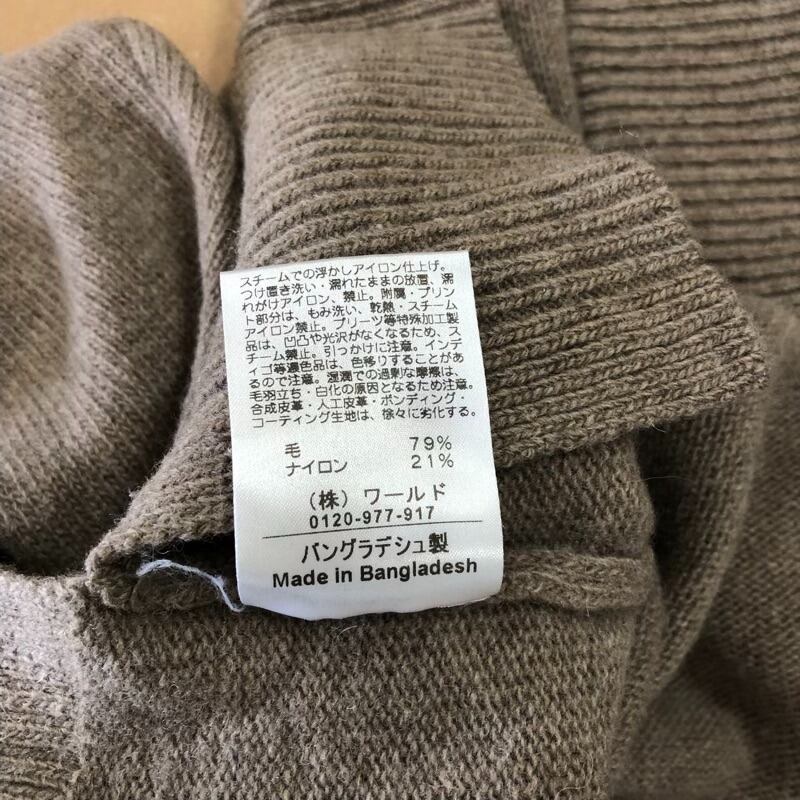 スチームでの浮かしアイロン仕上げ。
つけ置き洗い・濡れたままの放置、濡
れがけアイロン、禁止。附属・プリン
ト部分は、もみ洗い、乾熱・スチーム
アイロン禁止。プリーツ等特殊加工製
品は、凹凸や光沢がなくなるため、ス
チーム禁止。引っかけに注意。インデ
ィゴ等濃色品は、色移りすることがあ
るので注意。湿潤での過剰な摩擦は、
毛羽立ち・白化の原因となるため注意。
合成皮革・人工皮革・ボンディング・
コーティング生地は、徐々に劣化する。
毛 79%
ナイロン 21%
（株）ワールド
0120-977-917
バングラデシュ製
Made in Bangladesh